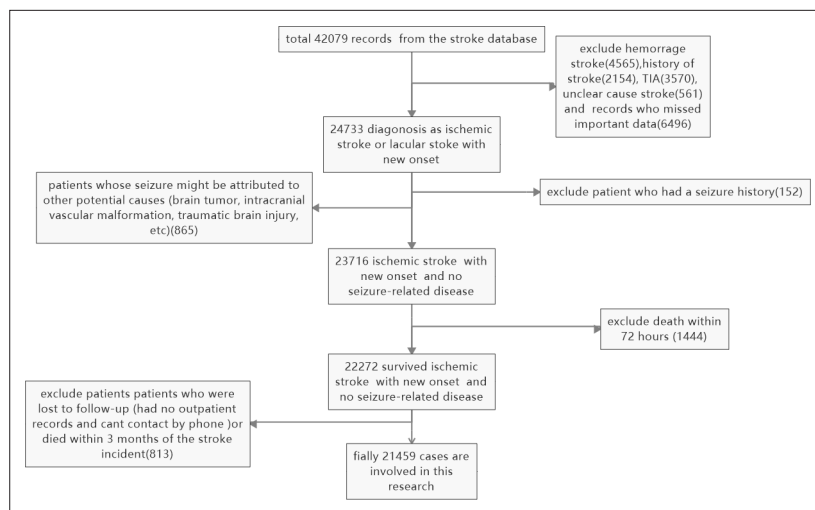 total 42079 records from the stroke database
exclude hemorrage
stroke(4565),history of
stroke(2154), TIA(3570),
unclear cause stroke(561)
and records who missed
important data(6496)
24733 diagonosis as ischemic
stroke or lacular stoke with
new onset
patients whose seizure might be attributed to
other potential causes (brain tumor, intracranial
vascular malformation, traumatic brain injury,
etc)(865)
exclude patient who had a seizure history(152)
23716 ischemic stroke with
new onset and no
seizure-related disease
exclude death within
72 hours (1444)
22272 survived ischemic
stroke with new onset and
no seizure-related disease
exclude patients patients who were
lost to follow-up (had no outpatient
records and cant contact by phone )or
died within 3 months of the stroke
incident(813)
fially 21459 cases are
involved in this
research